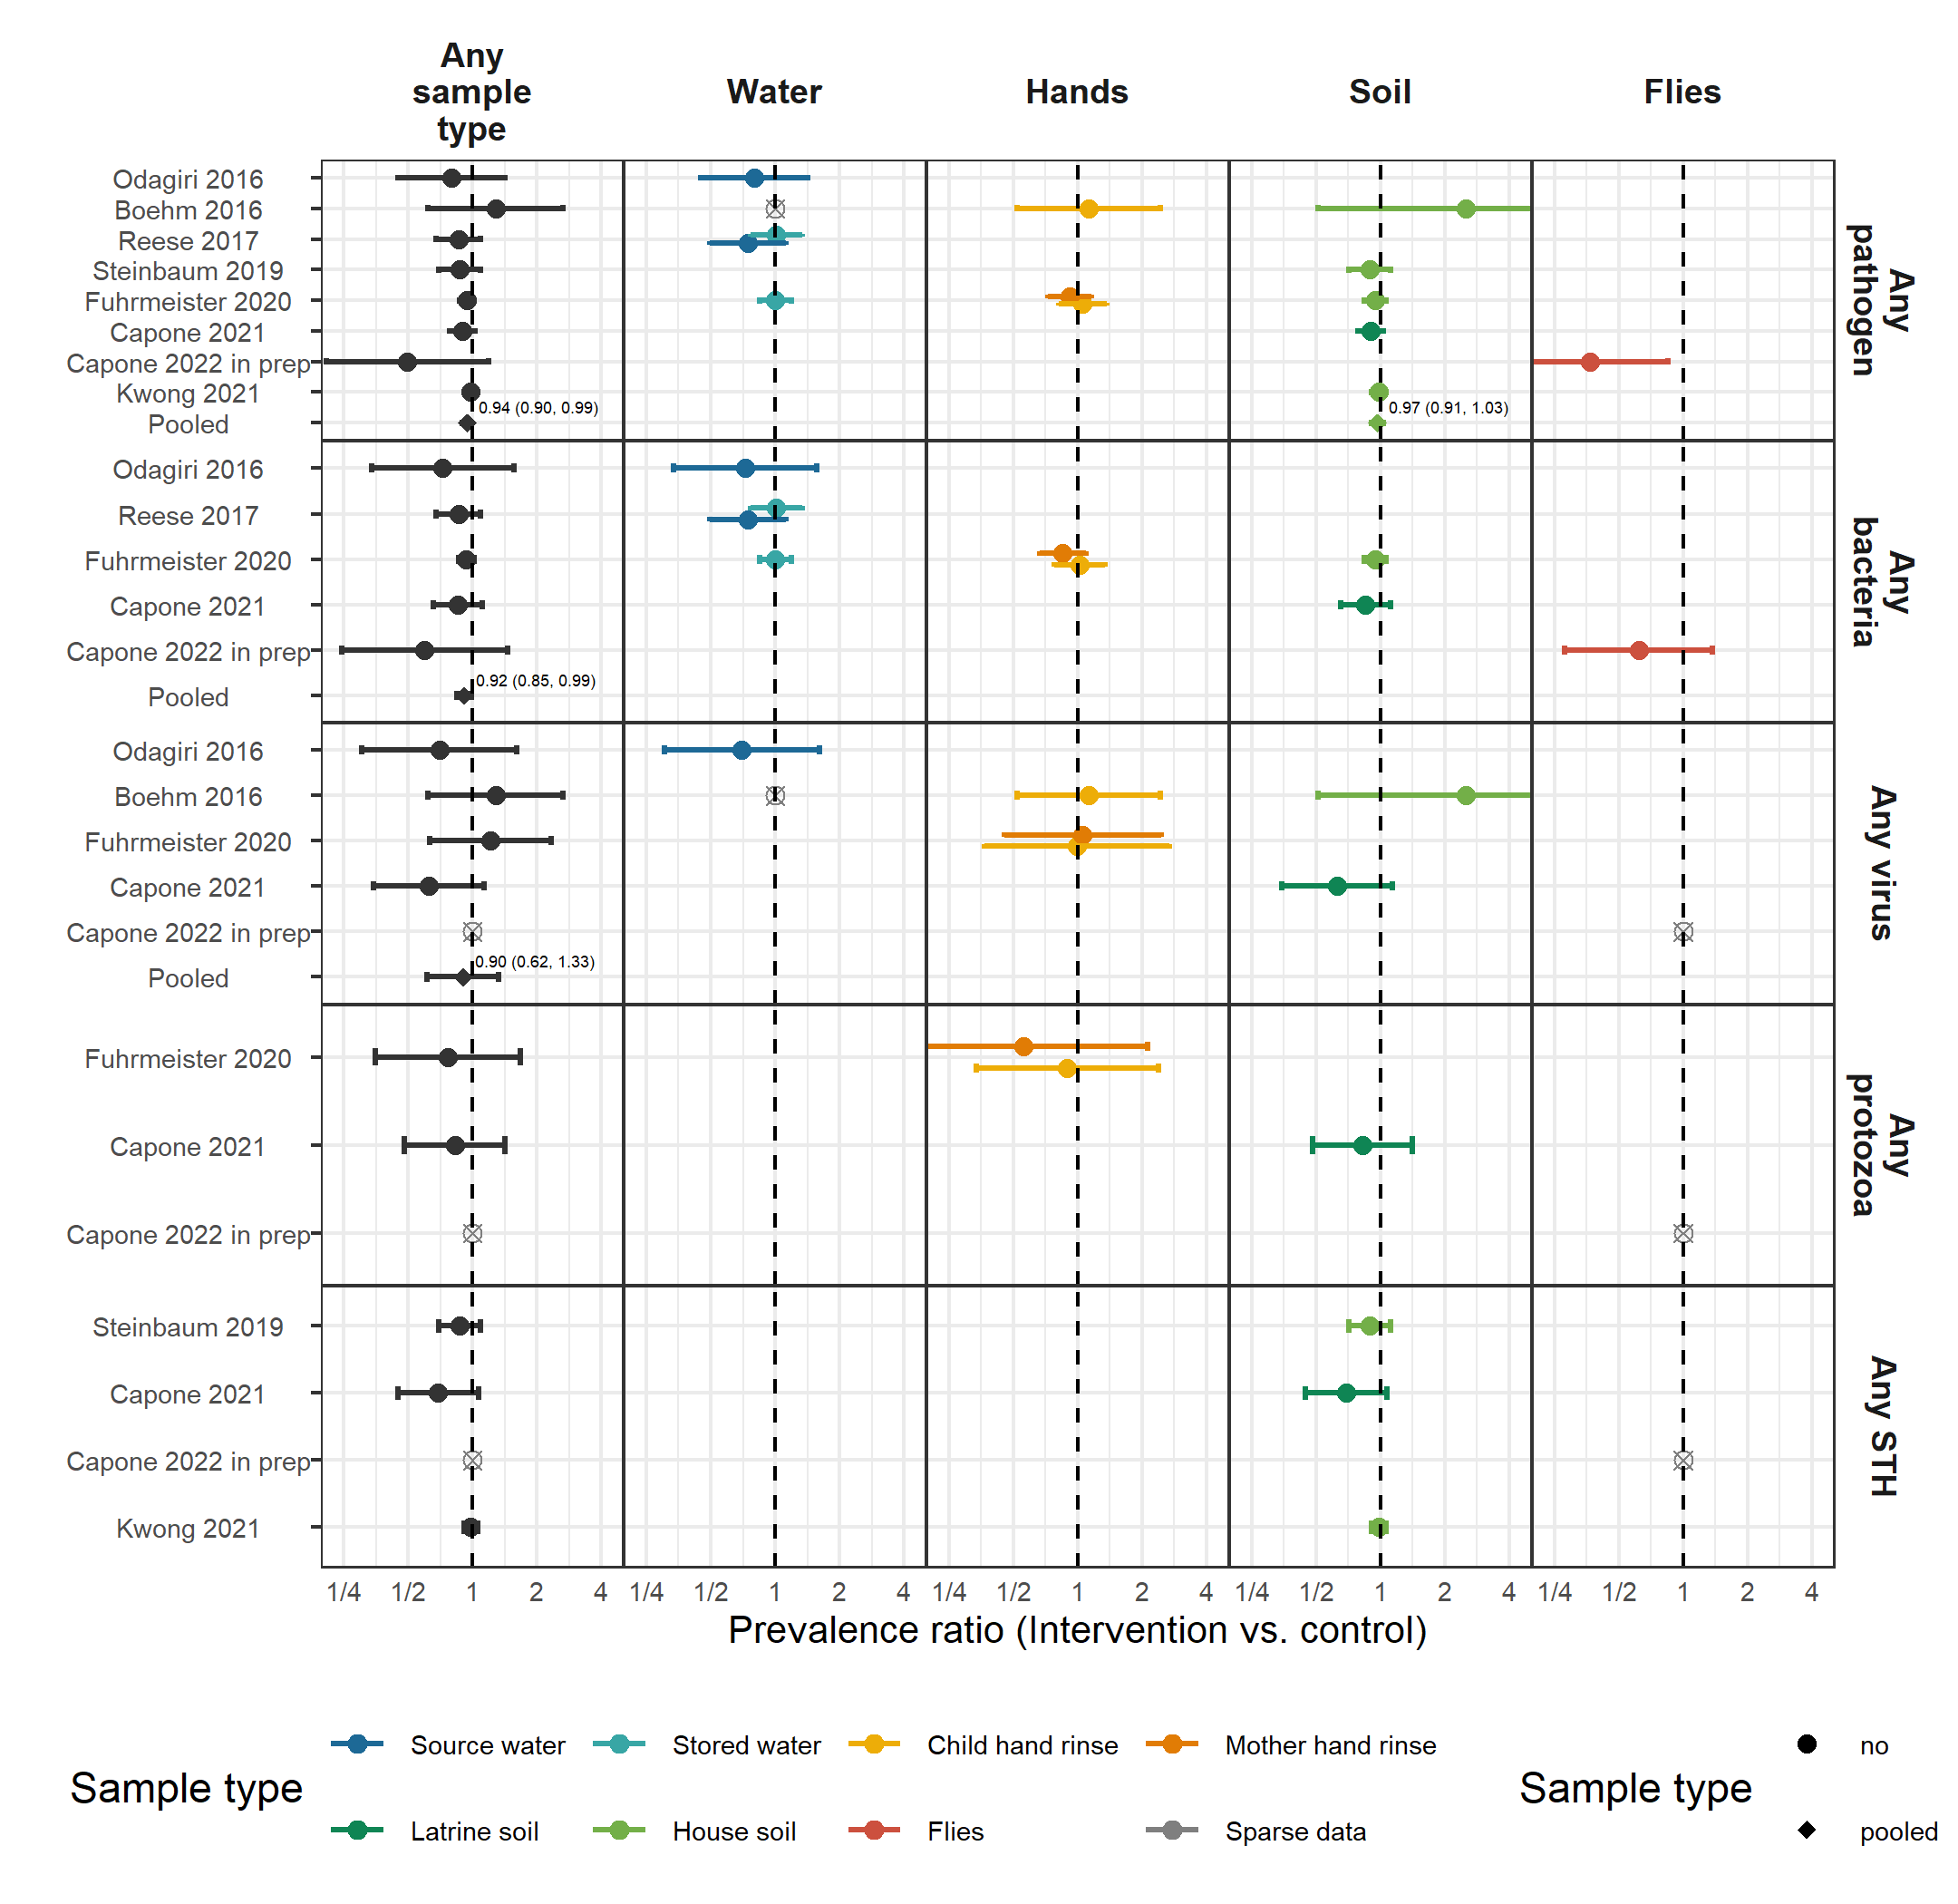 Any
sample
type
Water
Hands
Soil
Flies
Odagiri 2016
Boehm 2016
Reese 2017
Steinbaum 2019
Fuhrmeister 2020
Capone 2021
Capone 2022 in prep
Kwong 2021
0.94 (0.90, 0.99)
0.97 (0.91, 1.03)
Pooled
Any
pathogen
Odagiri 2016
Reese 2017
Fuhrmeister 2020
Capone 2021
Capone 2022 in prep
0.92 (0.85, 0.99)
Pooled
Any
bacteria
Odagiri 2016
Boehm 2016
Fuhrmeister 2020
Capone 2021
Capone 2022 in prep
0.90 (0.62, 1.33)
Pooled
Any virus
Fuhrmeister 2020
Capone 2021
Capone 2022 in prep
Any
protozoa
Steinbaum 2019
Capone 2021
Capone 2022 in prep
Kwong 2021
Any STH
1/4 1/2 1 2 4 1/4 1/2 1 2 4 1/4 1/2 1 2 4 1/4 1/2 1 2 4 1/4 1/2 1 2 4
Prevalence ratio (Intervention vs. control)
Sample type
Source water Stored water Child hand rinse Mother hand rinse
Latrine soil House soil Flies Sparse data
Sample type
no
pooled